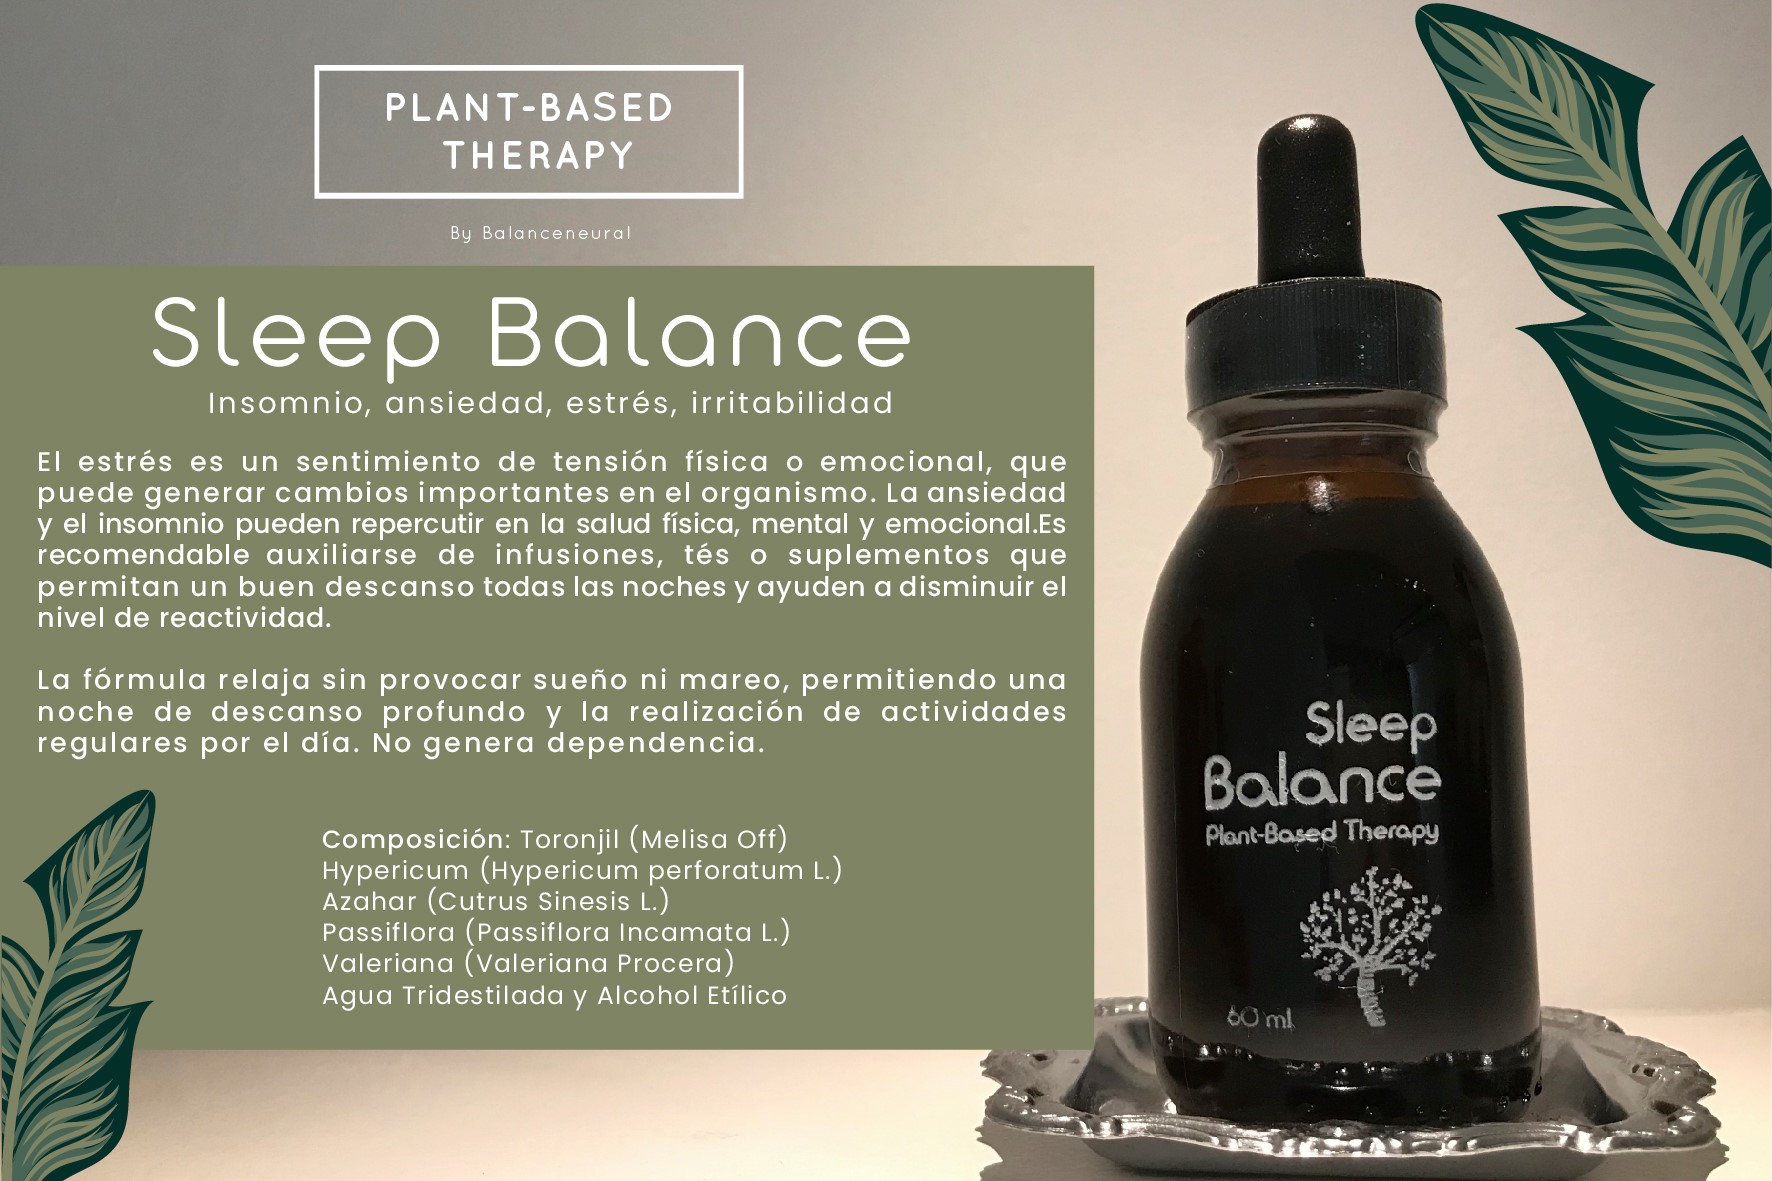 PLANT-BASED
THERAPY
By Balanceneural
Sleep Balance
Insomnio, ansiedad, estrés, irritabilidad
El estrés es un sentimiento de tensión física o emocional, que
puede generar cambios importantes en el organismo. La ansiedad
y el insomnio pueden repercutir en la salud física, mental y emocional.Es
recomendable auxiliarse de infusiones, tés o suplementos que
permitan un buen descanso todas las noches y ayuden a disminuir el
nivel de reactividad.
La fórmula relaja sin provocar sueño ni mareo, permitiendo una
noche de descanso profundo y la realización de actividades
regulares por el día. No genera dependencia.
Composición: Toronjil (Melisa Off)
Hypericum (Hypericum perforatum L.)
Azahar (Cutrus Sinesis L.)
Passiflora (Passiflora Incamata L.)
Valeriana (Valeriana Procera)
Agua Tridestilada y Alcohol Etílico
Sleep
Balance
Plant-Based Therapy
60 ml